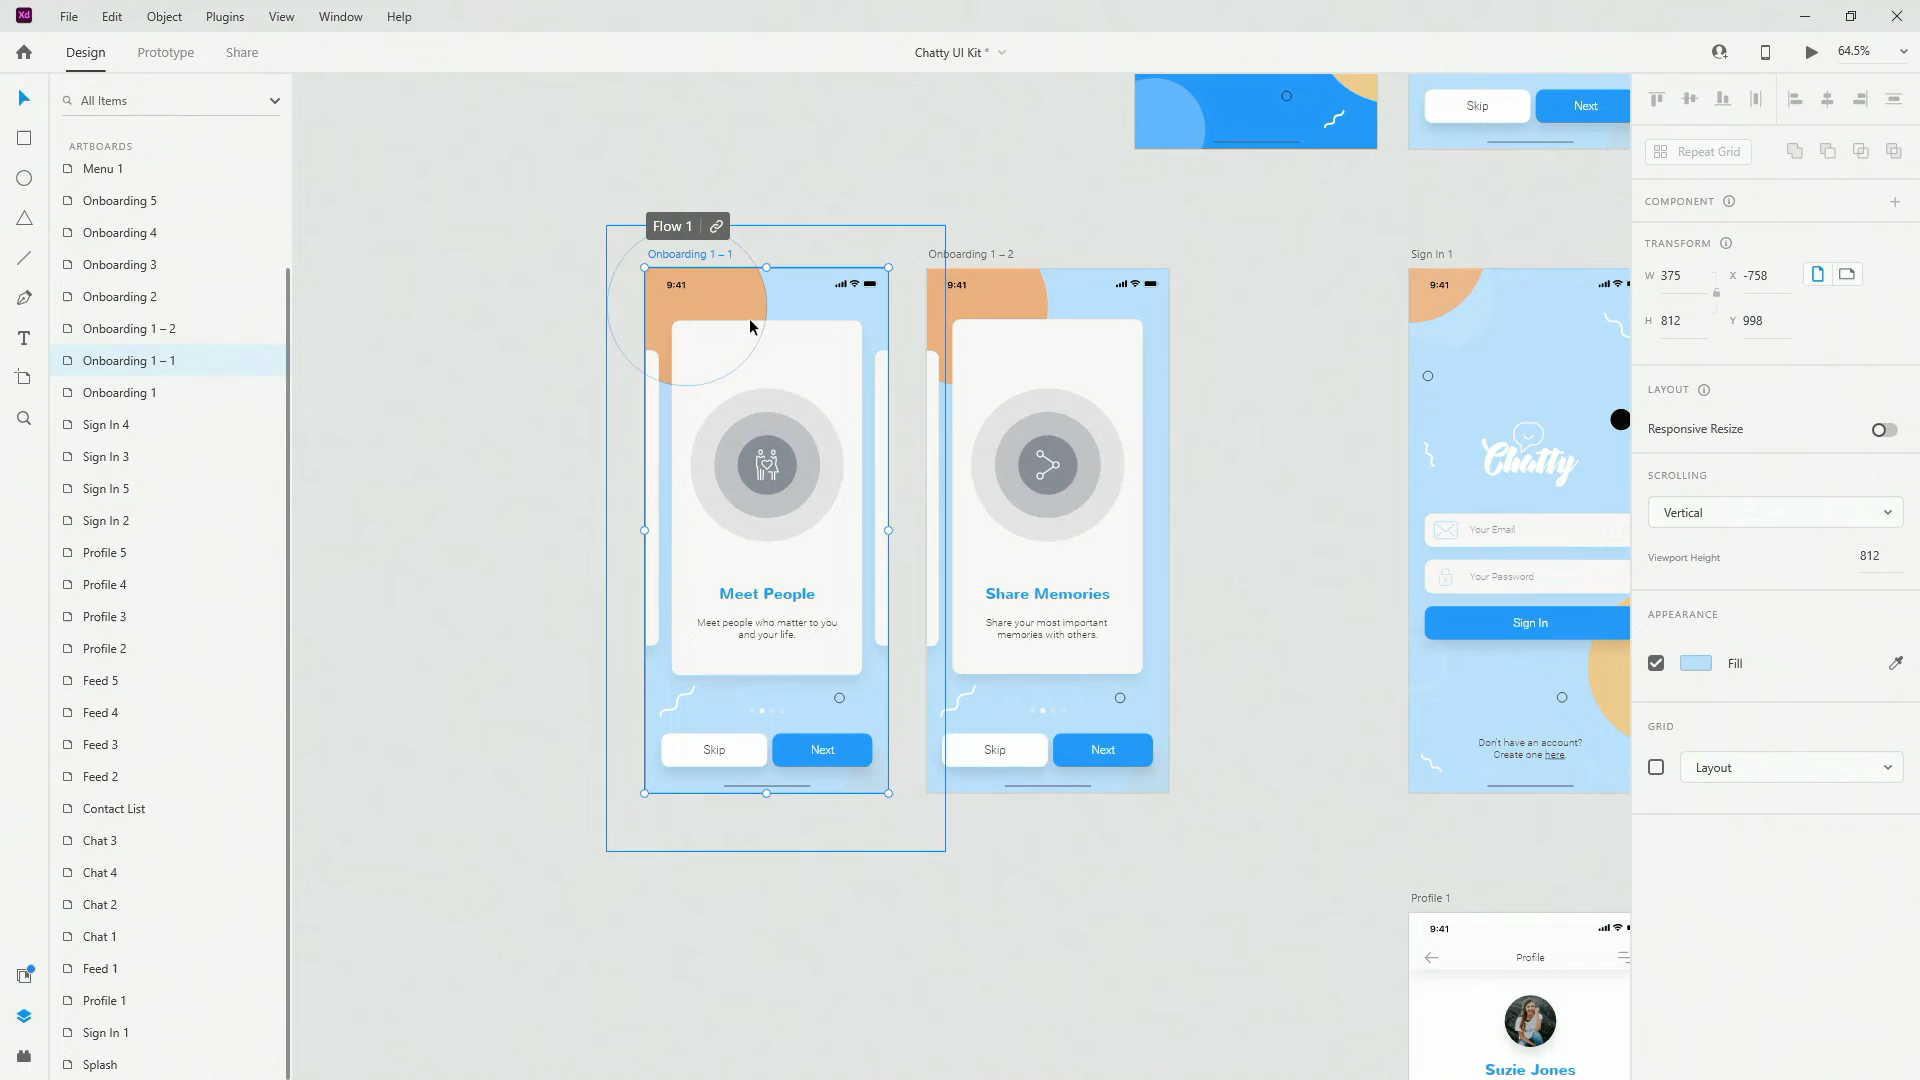 Xd
File Edit Object Plugins View Window Help
Design Prototype Share
Chatty UI Kit *
64.5%
All Items
ARTBOARDS
Menu 1
Onboarding 5
Onboarding 4
Onboarding 3
Onboarding 2
Onboarding 1 – 2
Onboarding 1 – 1
Onboarding 1
Sign In 4
Sign In 3
Sign In 5
Sign In 2
Profile 5
Profile 4
Profile 3
Profile 2
Feed 5
Feed 4
Feed 3
Feed 2
Contact List
Chat 3
Chat 4
Chat 2
Chat 1
Feed 1
Profile 1
Sign In 1
Splash
Skip Next
Flow 1
Onboarding 1 – 1
9:41
Meet People
Meet people who matter to you
and your life.
Skip Next
Onboarding 1 – 2
9:41
Share Memories
Share your most important
memories with others.
Skip Next
Sign In 1
9:41
Chatty
Your Email
Your Password
Sign In
Don't have an account?
Create one here.
Profile 1
9:41
Profile
Suzie Jones
Repeat Grid
COMPONENT
TRANSFORM
W 375 X -758
H 812 Y 998
LAYOUT
Responsive Resize
SCROLLING
Vertical
Viewport Height 812
APPEARANCE
Fill
GRID
Layout